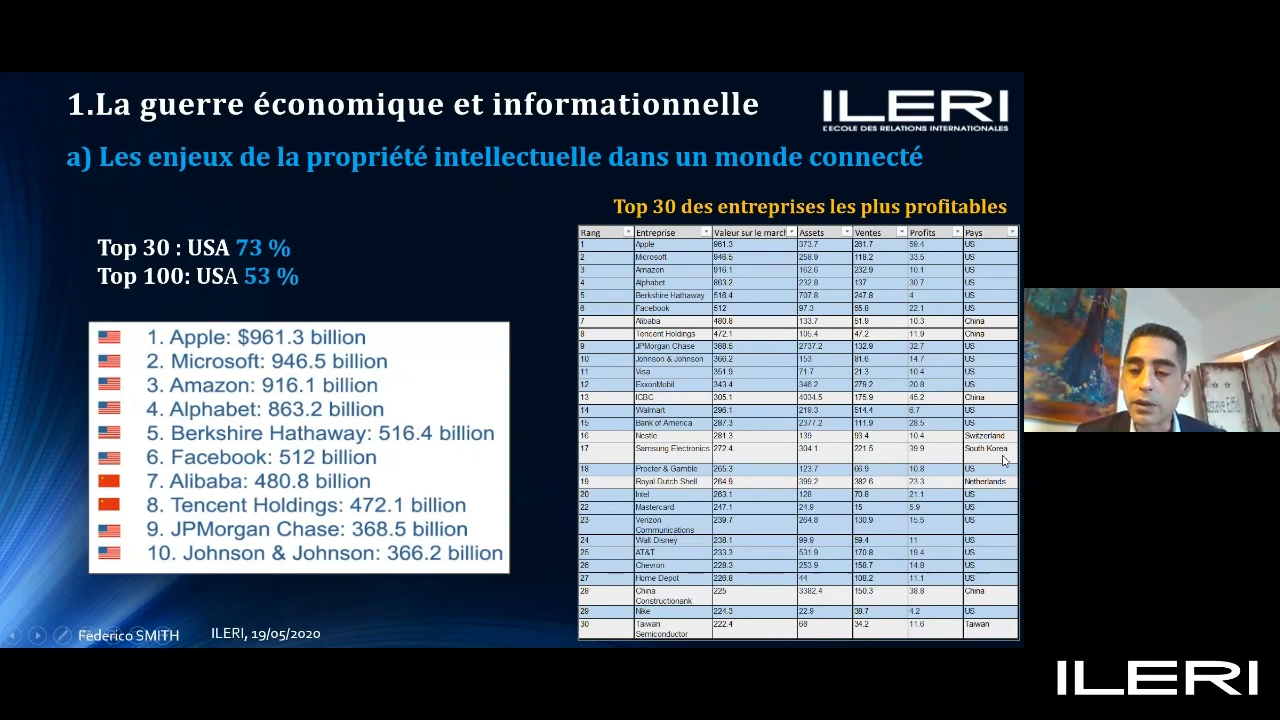 1.La guerre économique et informationnelle
ILERI
L'ECOLE DES RELATIONS INTERNATIONALES
a) Les enjeux de la propriété intellectuelle dans un monde connecté
Top 30 : USA 73 %
Top 100: USA 53 %
1. Apple: $961.3 billion
2. Microsoft: 946.5 billion
3. Amazon: 916.1 billion
4. Alphabet: 863.2 billion
5. Berkshire Hathaway: 516.4 billion
6. Facebook: 512 billion
7. Alibaba: 480.8 billion
8. Tencent Holdings: 472.1 billion
9. JPMorgan Chase: 368.5 billion
10. Johnson & Johnson: 366.2 billion
Top 30 des entreprises les plus profitables
Rang Entreprise Valeur sur le march Assets Ventes Profits Pays
1 Apple 961.3 373.7 261.7 59.4 US
2 Microsoft 946.5 258.9 118.2 33.5 US
3 Amazon 916.1 162.6 232.9 10.1 US
4 Alphabet 863.2 232.8 137 30.7 US
5 Berkshire Hathaway 516.4 707.8 247.8 4 US
6 Facebook 512 97.3 55.8 22.1 US
7 Alibaba 480.8 133.7 51.9 10.3 China
8 Tencent Holdings 472.1 105.4 47.2 11.9 China
9 JPMorgan Chase 368.5 2737.2 132.9 32.7 US
10 Johnson & Johnson 366.2 153 81.6 14.7 US
11 Visa 351.9 71.7 21.3 10.4 US
12 ExxonMobil 343.4 346.2 279.2 20.8 US
13 ICBC 305.1 4034.5 175.9 45.2 China
14 Walmart 296.1 219.3 514.4 6.7 US
15 Bank of America 287.3 2377.2 111.9 28.5 US
16 Nestle 281.3 139 93.4 10.4 Switzerland
17 Samsung Electronics 272.4 304.1 221.5 39.9 South Korea
18 Procter & Gamble 265.3 123.7 66.9 10.8 US
19 Royal Dutch Shell 264.9 399.2 382.6 23.3 Netherlands
20 Intel 263.1 128 70.8 21.1 US
22 Mastercard 247.1 24.9 15 5.9 US
23 Verizon Communications 239.7 264.8 130.9 15.5 US
24 Walt Disney 238.1 99.9 59.4 11 US
25 AT&T 233.3 531.9 170.8 19.4 US
26 Chevron 228.3 253.9 158.7 14.8 US
27 Home Depot 226.8 44 108.2 11.1 US
28 China Constructionank 225 3382.4 150.3 38.8 China
29 Nike 224.3 22.9 38.7 4.2 US
30 Taiwan Semiconductor 222.4 68 34.2 11.6 Taiwan
Federico SMITH
ILERI, 19/05/2020
ILERI